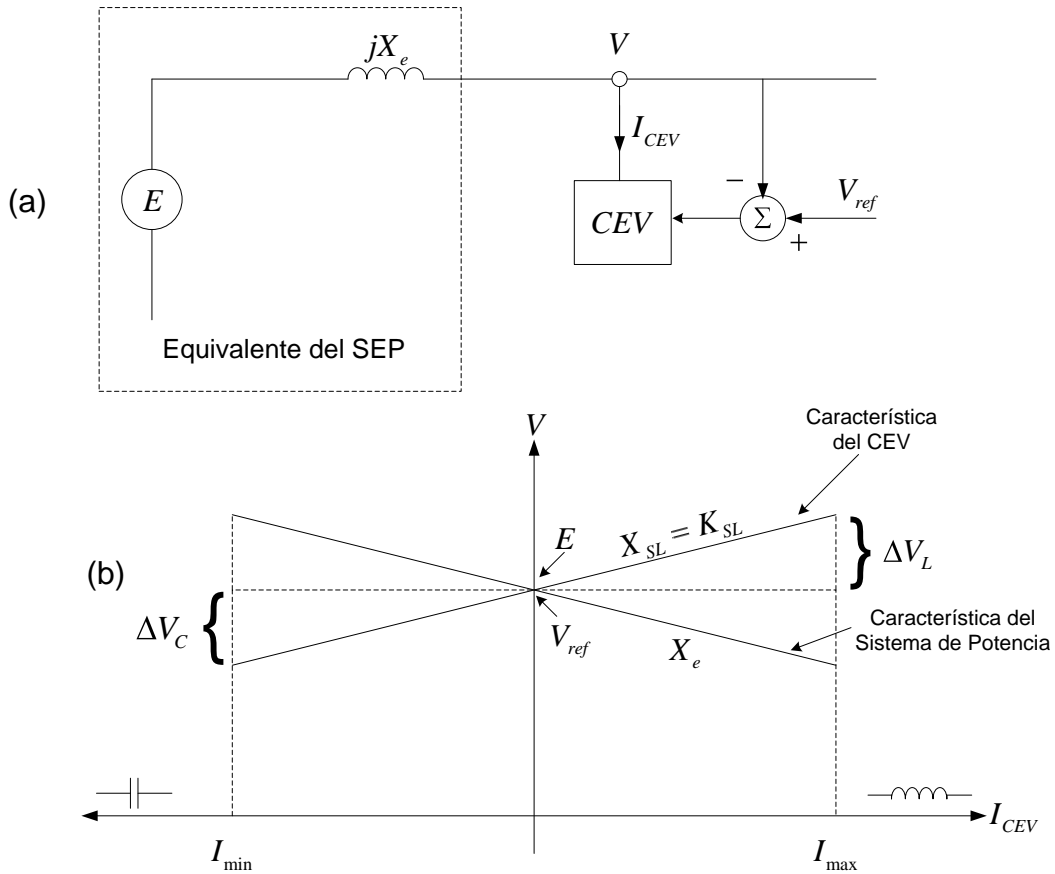 jX_e
V
I_CEV
(a)
E
CEV
−
Σ
V_ref
+
Equivalente del SEP
V
Característica
del CEV
X_SL = K_SL
E
ΔV_L
(b)
ΔV_C
V_ref
X_e
Característica del
Sistema de Potencia
I_CEV
I_min
I_max